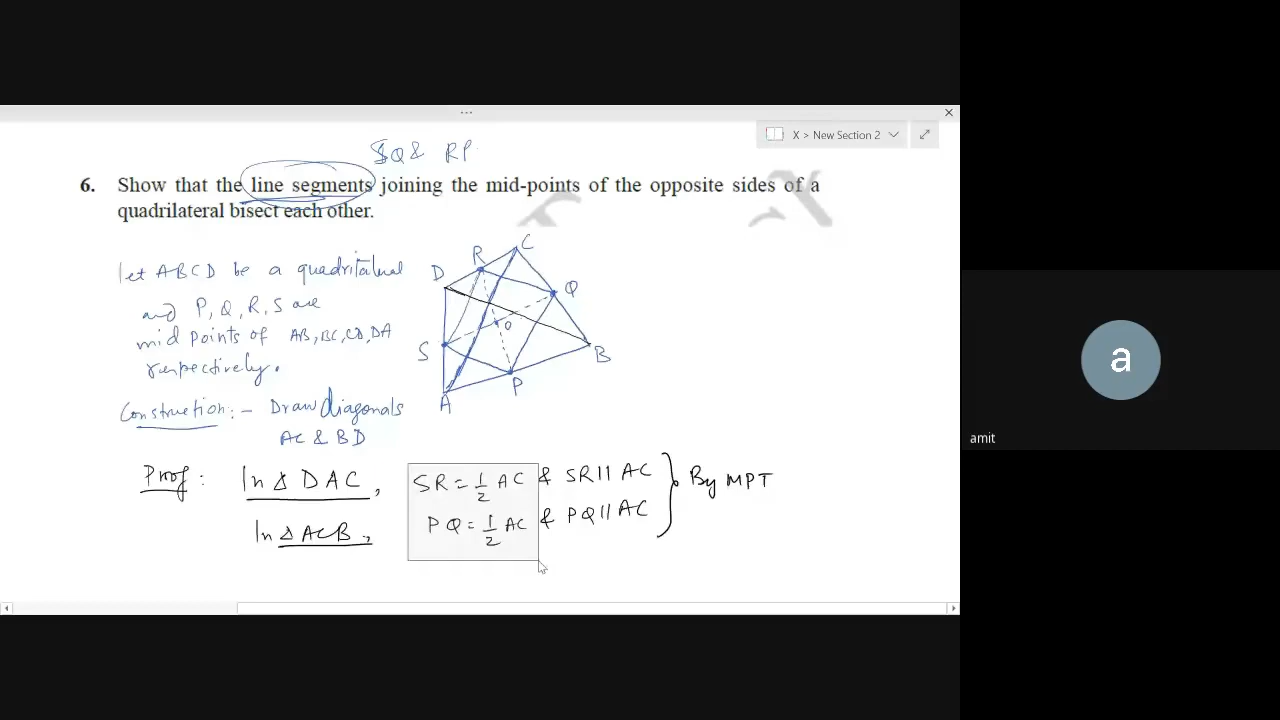 X > New Section 2
SQ & RP
6. Show that the line segments joining the mid-points of the opposite sides of a
quadrilateral bisect each other.
let ABCD be a quadrilateral
and P, Q, R, S are
mid points of AB, BC, CD, DA
respectively.
Construction:- Draw diagonals
AC & BD
C
R
D
Q
O
S
B
P
A
Proof: In Δ DAC, SR = 1/2 AC & SR || AC
In Δ ACB, PQ = 1/2 AC & PQ || AC
} By MPT
a
amit